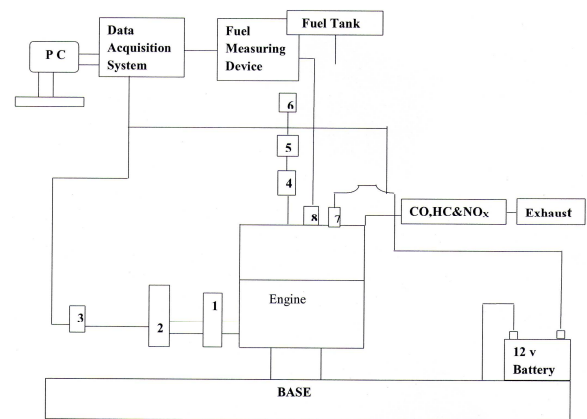 Fuel Tank
Data
Acquisition
System
Fuel
Measuring
Device
P C
6
5
4
8
7
CO,HC&NOx
Exhaust
Engine
1
2
3
12 v
Battery
BASE